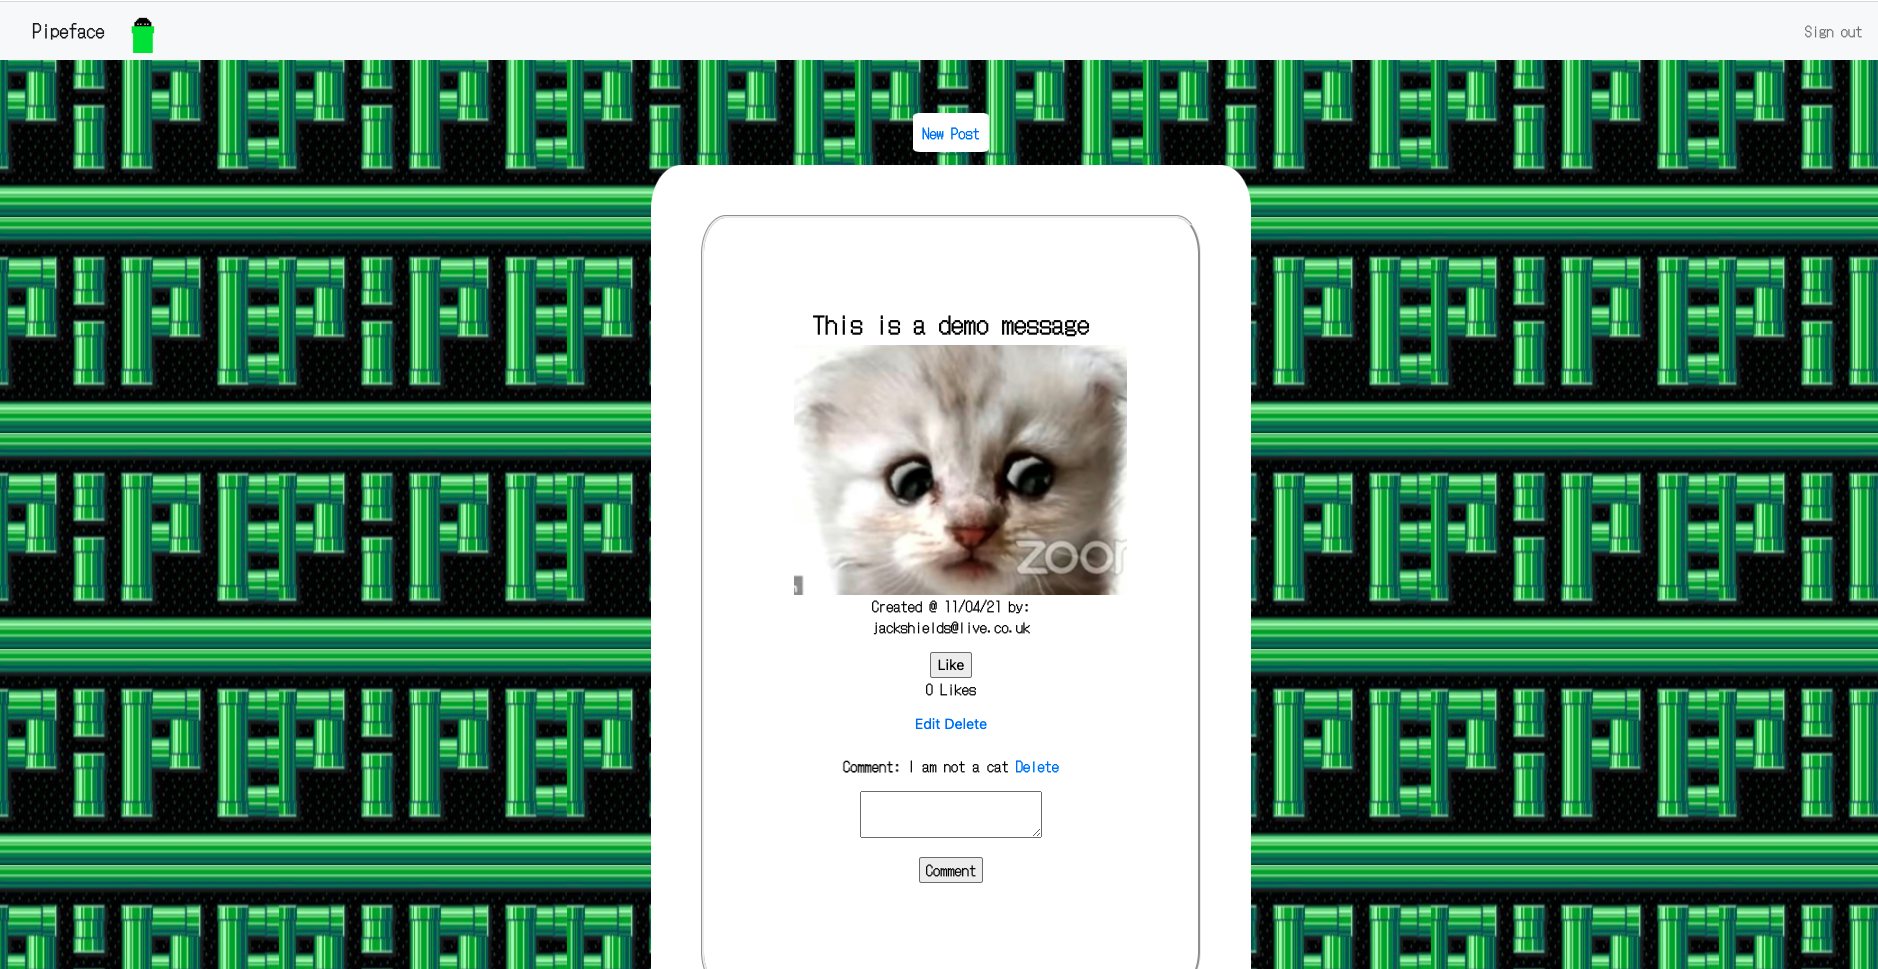 Pipeface
Sign out
New Post
This is a demo message
zoom
Created @ 11/04/21 by:
jackshields@live.co.uk
Like
0 Likes
Edit Delete
Comment: I am not a cat Delete
Comment